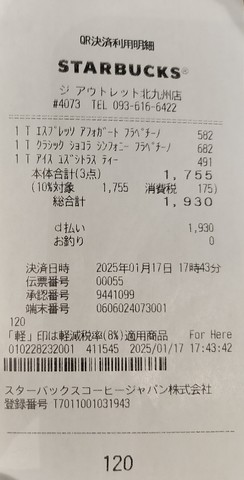 QR決済利用明細
STARBUCKS®
ジ アウトレット北九州店
#4073 TEL 093-616-6422
1 T エスプレッソ アフォガート フラペチーノ 582
1 T クラシック ショコラ シンフォニー フラペチーノ 682
1 T アイス ユズシトラス ティー 491
本体合計(3点) 1,755
(10%対象 1,755 消費税 175)
総合計 1,930
d払い 1,930
お釣り 0
決済日時 2025年01月17日 17時43分
伝票番号 00055
承認番号 9441099
端末番号 0606024073001
120
「軽」印は軽減税率(8%)適用商品 For Here
010228232001 411545 2025/01/17 17:43:42
スターバックスコーヒージャパン株式会社
登録番号 T7011001031943
120